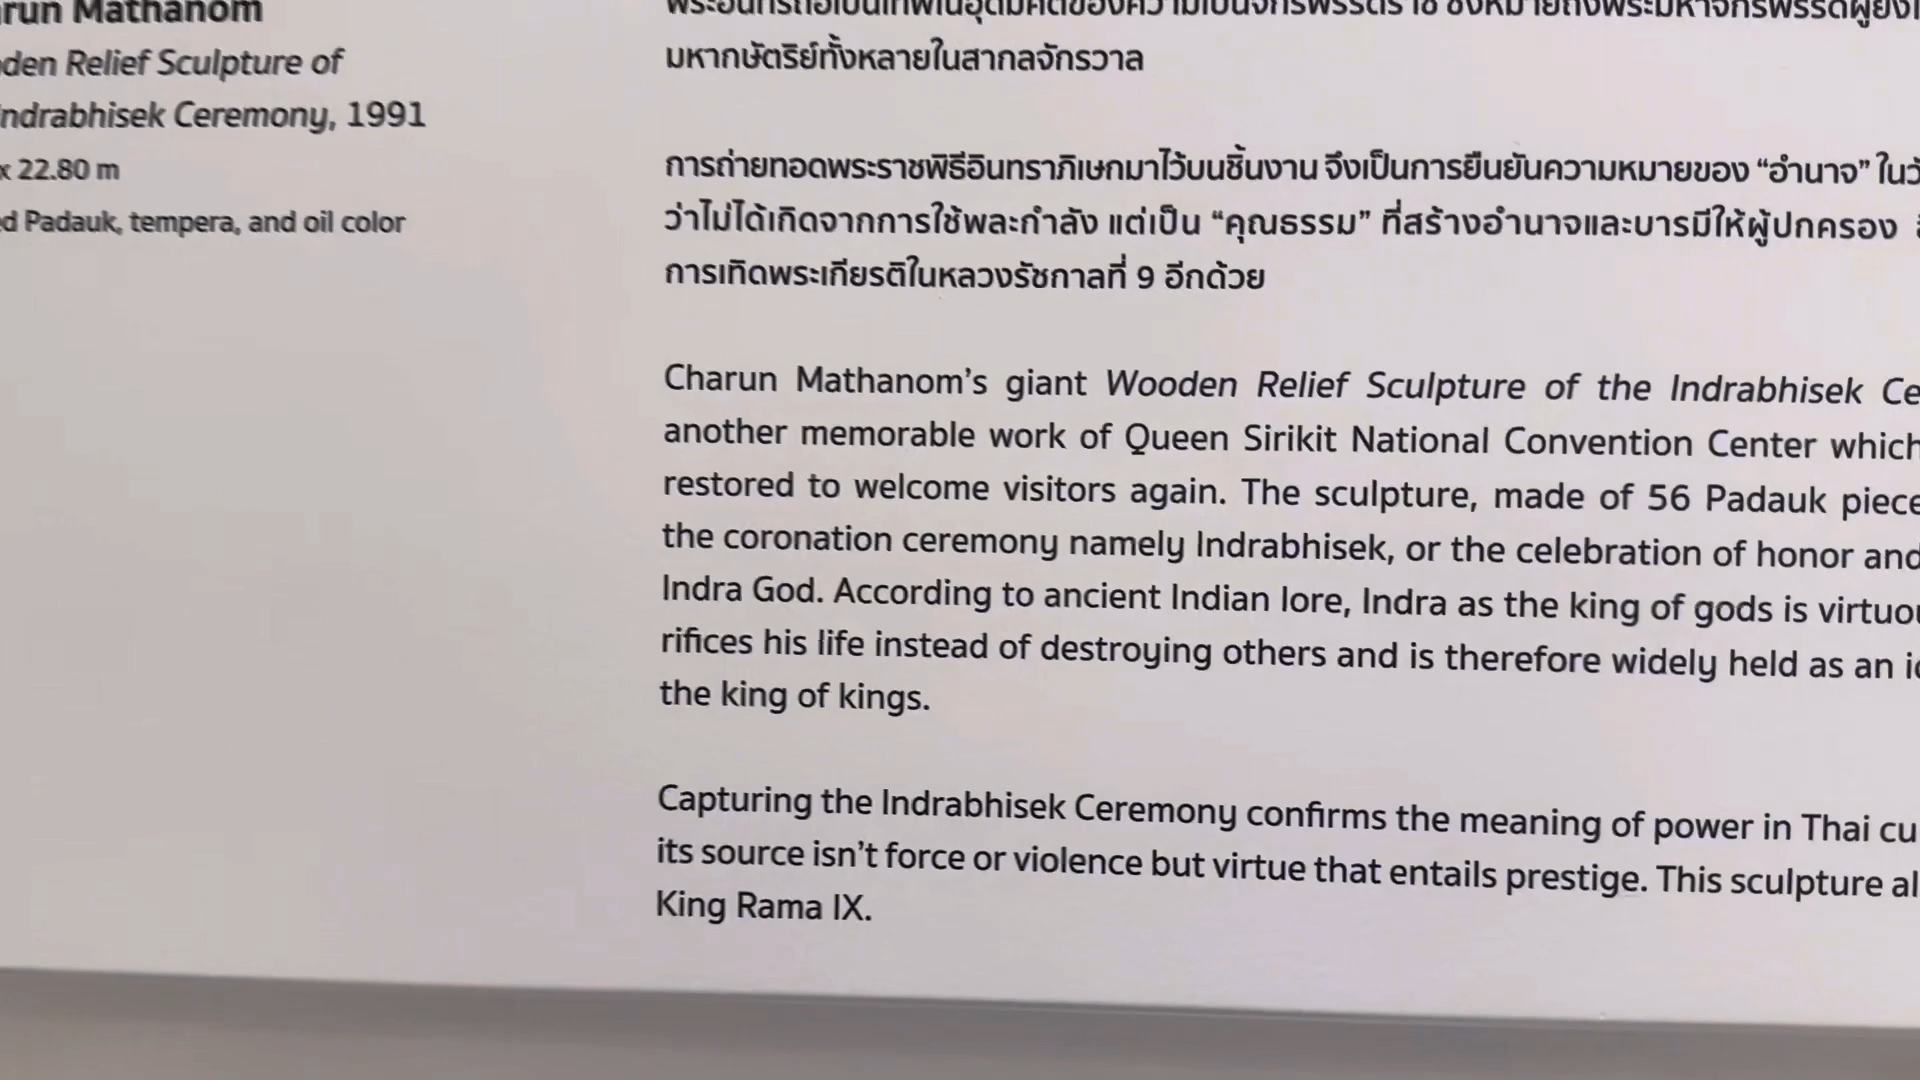 Mathanom
Relief Sculpture of
Indrabhisek Ceremony, 1991
x 22.80 m
Padauk, tempera, and oil color
มหากษัตริย์ทั้งหลายในสากลจักรวาล
การถ่ายทอดพระราชพิธีอินทราภิเษกมาไว้บนชิ้นงาน จึงเป็นการยืนยันความหมายของ “อำนาจ”
ว่าไม่ได้เกิดจากการใช้พละกำลัง แต่เป็น “คุณธรรม” ที่สร้างอำนาจและบารมีให้ผู้ปกครอง
การเทิดพระเกียรติในหลวงรัชกาลที่ 9 อีกด้วย
Charun Mathanom’s giant Wooden Relief Sculpture of the Indrabhisek
another memorable work of Queen Sirikit National Convention Center which
restored to welcome visitors again. The sculpture, made of 56 Padauk
the coronation ceremony namely Indrabhisek, or the celebration of honor and
Indra God. According to ancient Indian lore, Indra as the king of gods is
rifices his life instead of destroying others and is therefore widely held as an
the king of kings.
Capturing the Indrabhisek Ceremony confirms the meaning of power in Thai
its source isn’t force or violence but virtue that entails prestige. This sculpture
King Rama IX.